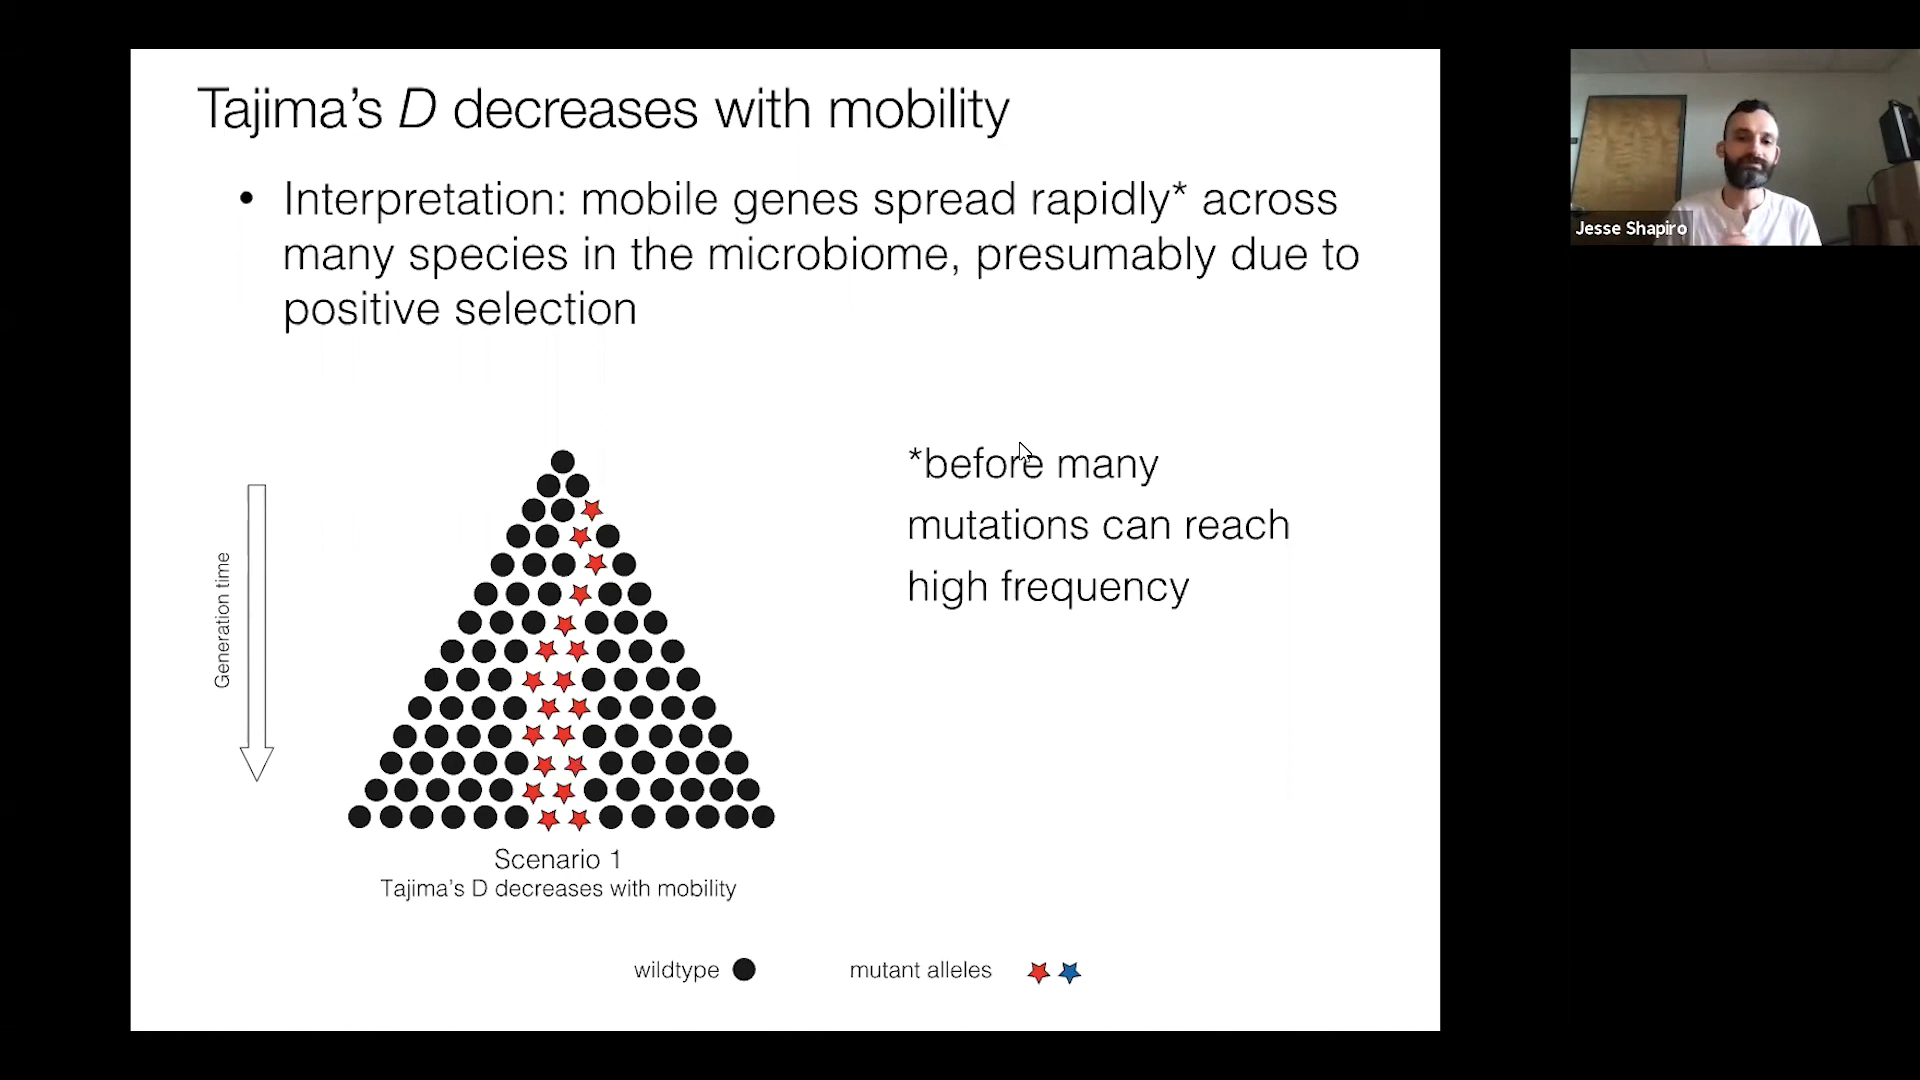 Tajima's D decreases with mobility
• Interpretation: mobile genes spread rapidly* across
many species in the microbiome, presumably due to
positive selection
*before many
mutations can reach
high frequency
Generation time
Scenario 1
Tajima's D decreases with mobility
wildtype
mutant alleles
Jesse Shapiro